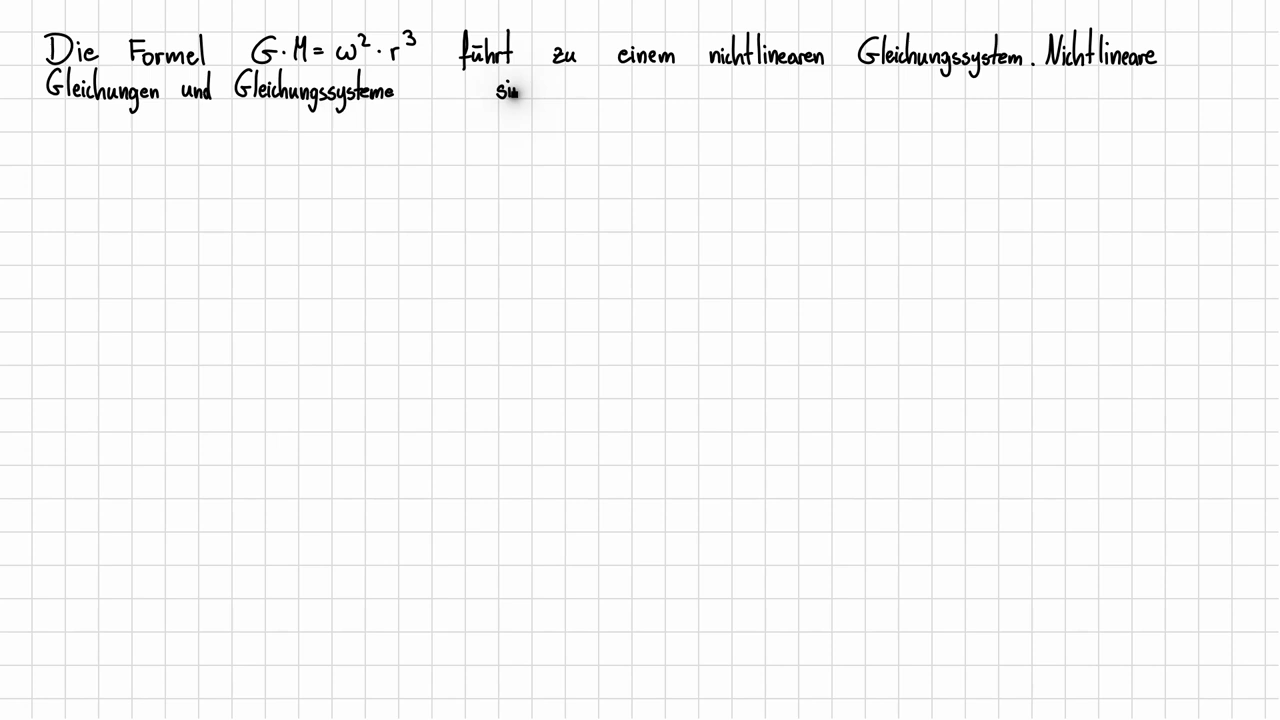 Die Formel G·M = ω²·r³ führt zu einem nichtlinearen Gleichungssystem. Nichtlineare
Gleichungen und Gleichungssysteme